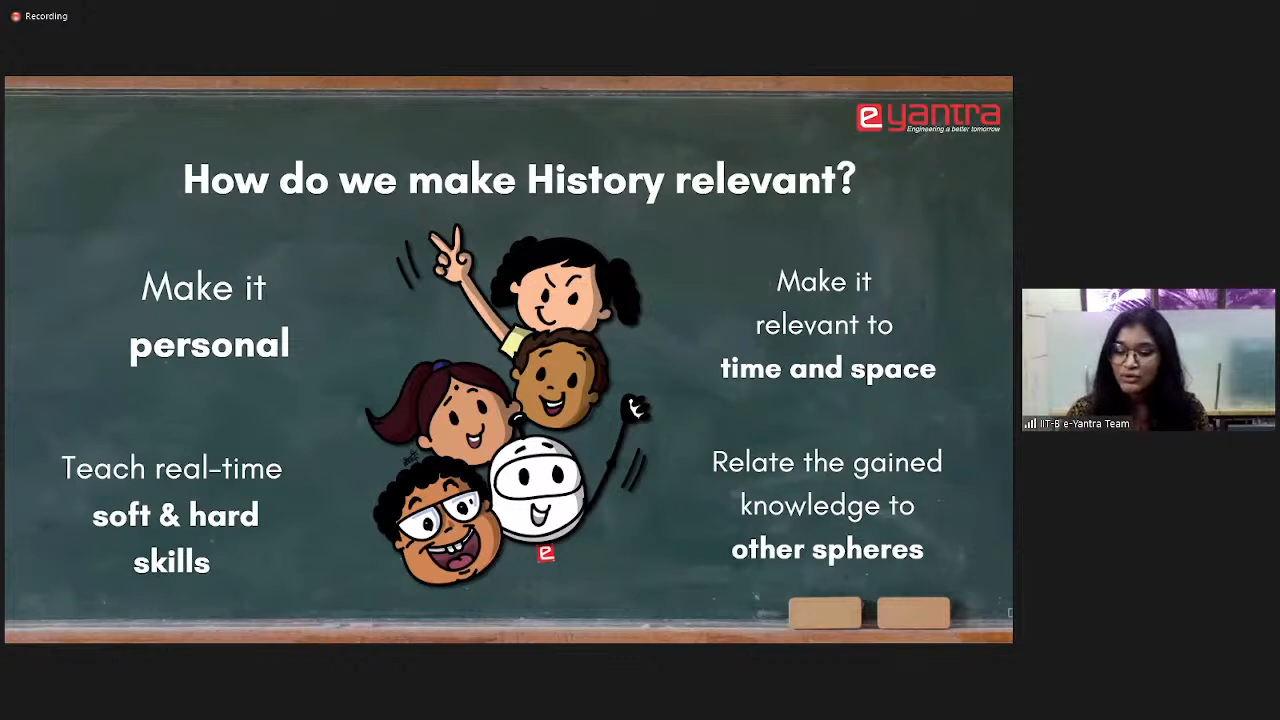 Recording
e yantra
Engineering a better tomorrow
How do we make History relevant?
Make it
personal
Make it
relevant to
time and space
Teach real-time
soft & hard
skills
Relate the gained
knowledge to
other spheres
e
IIT-B e-Yantra Team